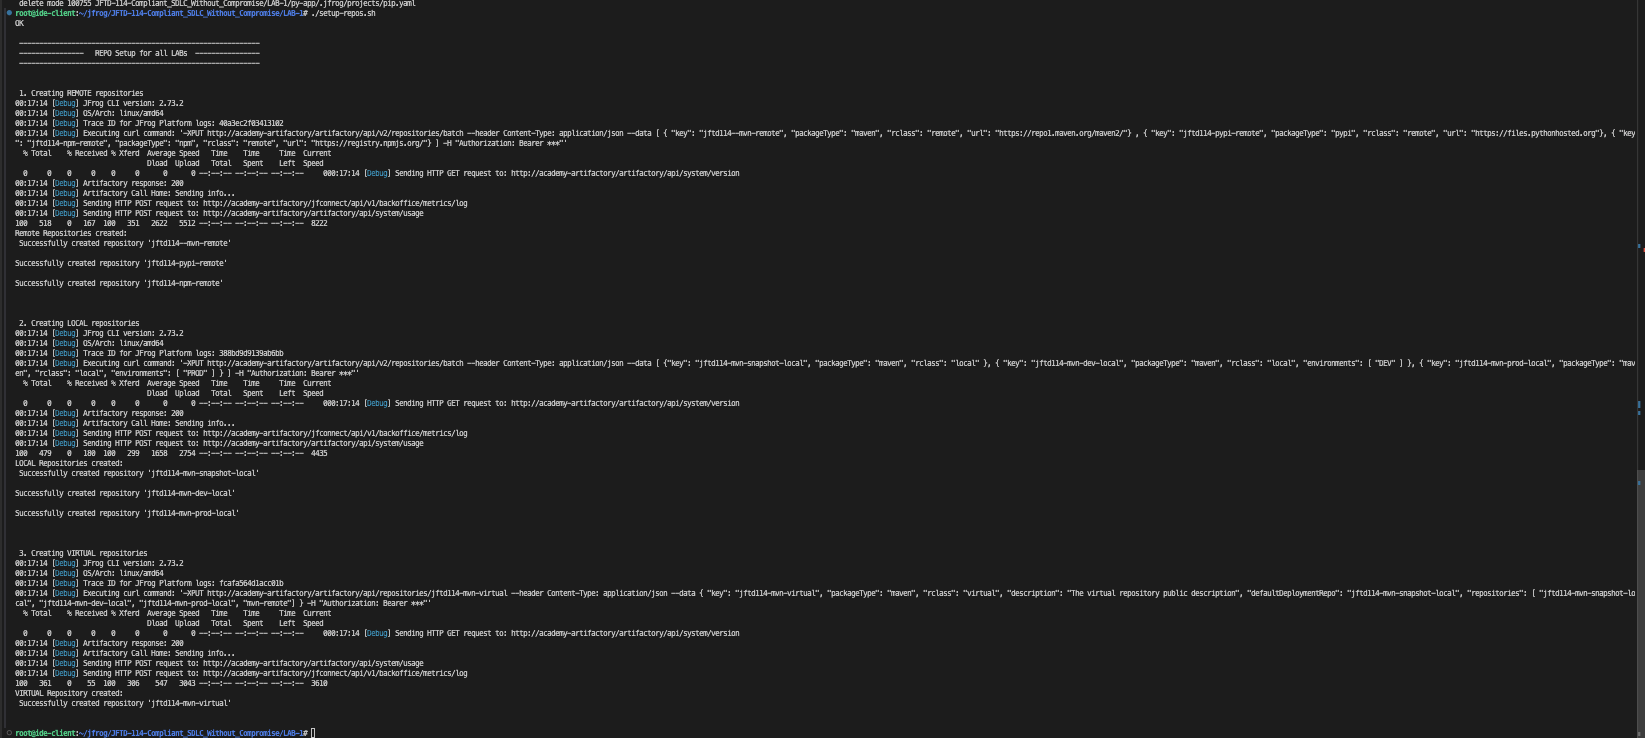 delete mode 100755 JFTD-114-Compliant_SDLC_Without_Compromise/LAB-1/py-app/.jfrog/projects/pip.yaml
root@ide-client:~/jfrog/JFTD-114-Compliant_SDLC_Without_Compromise/LAB-1# ./setup-repos.sh
OK
------------------------------------------------------------
---------------- REPO Setup for all LABs ----------------
------------------------------------------------------------
1. Creating REMOTE repositories
00:17:14 [Debug] JFrog CLI version: 2.73.2
00:17:14 [Debug] OS/Arch: linux/amd64
00:17:14 [Debug] Trace ID for JFrog Platform logs: 40a3ec2f03413102
00:17:14 [Debug] Executing curl command: '-XPUT http://academy-artifactory/artifactory/api/v2/repositories/batch --header Content-Type: application/json --data [ { "key": "jftd114--mvn-remote", "packageType": "maven", "rclass": "remote", "url": "https://repo1.maven.org/maven2/"} , { "key": "jftd114-pypi-remote", "packageType": "pypi", "rclass": "remote", "url": "https://files.pythonhosted.org"}, { "key
": "jftd114-npm-remote", "packageType": "npm", "rclass": "remote", "url": "https://registry.npmjs.org/"} ] -H "Authorization: Bearer ***"'
% Total % Received % Xferd Average Speed Time Time Time Current
Dload Upload Total Spent Left Speed
0 0 0 0 0 0 0 0 --:--:-- --:--:-- --:--:-- 000:17:14 [Debug] Sending HTTP GET request to: http://academy-artifactory/artifactory/api/system/version
00:17:14 [Debug] Artifactory response: 200
00:17:14 [Debug] Artifactory Call Home: Sending info...
00:17:14 [Debug] Sending HTTP POST request to: http://academy-artifactory/jfconnect/api/v1/backoffice/metrics/log
00:17:14 [Debug] Sending HTTP POST request to: http://academy-artifactory/artifactory/api/system/usage
100 518 0 167 100 351 2622 5512 --:--:-- --:--:-- --:--:-- 8222
Remote Repositories created:
Successfully created repository 'jftd114--mvn-remote'
Successfully created repository 'jftd114-pypi-remote'
Successfully created repository 'jftd114-npm-remote'
2. Creating LOCAL repositories
00:17:14 [Debug] JFrog CLI version: 2.73.2
00:17:14 [Debug] OS/Arch: linux/amd64
00:17:14 [Debug] Trace ID for JFrog Platform logs: 388bd9d9139ab6bb
00:17:14 [Debug] Executing curl command: '-XPUT http://academy-artifactory/artifactory/api/v2/repositories/batch --header Content-Type: application/json --data [ {"key": "jftd114-mvn-snapshot-local", "packageType": "maven", "rclass": "local" }, { "key": "jftd114-mvn-dev-local", "packageType": "maven", "rclass": "local", "environments": [ "DEV" ] }, { "key": "jftd114-mvn-prod-local", "packageType": "mav
en", "rclass": "local", "environments": [ "PROD" ] } ] -H "Authorization: Bearer ***"'
% Total % Received % Xferd Average Speed Time Time Time Current
Dload Upload Total Spent Left Speed
0 0 0 0 0 0 0 0 --:--:-- --:--:-- --:--:-- 000:17:14 [Debug] Sending HTTP GET request to: http://academy-artifactory/artifactory/api/system/version
00:17:14 [Debug] Artifactory response: 200
00:17:14 [Debug] Artifactory Call Home: Sending info...
00:17:14 [Debug] Sending HTTP POST request to: http://academy-artifactory/jfconnect/api/v1/backoffice/metrics/log
00:17:14 [Debug] Sending HTTP POST request to: http://academy-artifactory/artifactory/api/system/usage
100 479 0 180 100 299 1658 2754 --:--:-- --:--:-- --:--:-- 4435
LOCAL Repositories created:
Successfully created repository 'jftd114-mvn-snapshot-local'
Successfully created repository 'jftd114-mvn-dev-local'
Successfully created repository 'jftd114-mvn-prod-local'
3. Creating VIRTUAL repositories
00:17:14 [Debug] JFrog CLI version: 2.73.2
00:17:14 [Debug] OS/Arch: linux/amd64
00:17:14 [Debug] Trace ID for JFrog Platform logs: fcafa564d1acc01b
00:17:14 [Debug] Executing curl command: '-XPUT http://academy-artifactory/artifactory/api/repositories/jftd114-mvn-virtual --header Content-Type: application/json --data { "key": "jftd114-mvn-virtual", "packageType": "maven", "rclass": "virtual", "description": "The virtual repository public description", "defaultDeploymentRepo": "jftd114-mvn-snapshot-local", "repositories": [ "jftd114-mvn-snapshot-lo
cal", "jftd114-mvn-dev-local", "jftd114-mvn-prod-local", "mvn-remote"] } -H "Authorization: Bearer ***"'
% Total % Received % Xferd Average Speed Time Time Time Current
Dload Upload Total Spent Left Speed
0 0 0 0 0 0 0 0 --:--:-- --:--:-- --:--:-- 000:17:14 [Debug] Sending HTTP GET request to: http://academy-artifactory/artifactory/api/system/version
00:17:14 [Debug] Artifactory response: 200
00:17:14 [Debug] Artifactory Call Home: Sending info...
00:17:14 [Debug] Sending HTTP POST request to: http://academy-artifactory/artifactory/api/system/usage
00:17:14 [Debug] Sending HTTP POST request to: http://academy-artifactory/jfconnect/api/v1/backoffice/metrics/log
100 361 0 55 100 306 547 3043 --:--:-- --:--:-- --:--:-- 3610
VIRTUAL Repository created:
Successfully created repository 'jftd114-mvn-virtual'
root@ide-client:~/jfrog/JFTD-114-Compliant_SDLC_Without_Compromise/LAB-1#